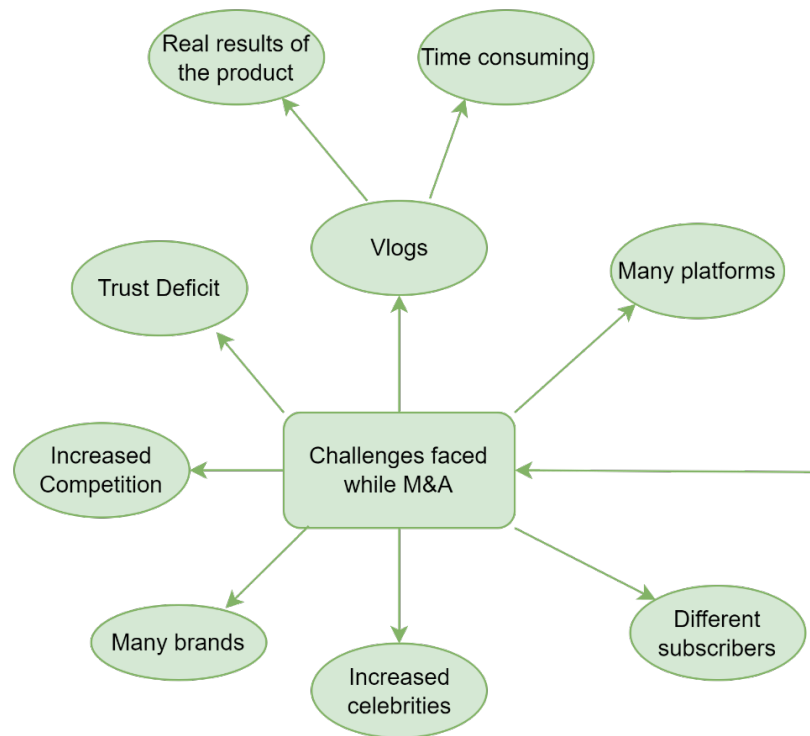 Real results of
the product
Time consuming
Vlogs
Many platforms
Trust Deficit
Challenges faced
while M&A
Increased
Competition
Many brands
Increased
celebrities
Different
subscribers